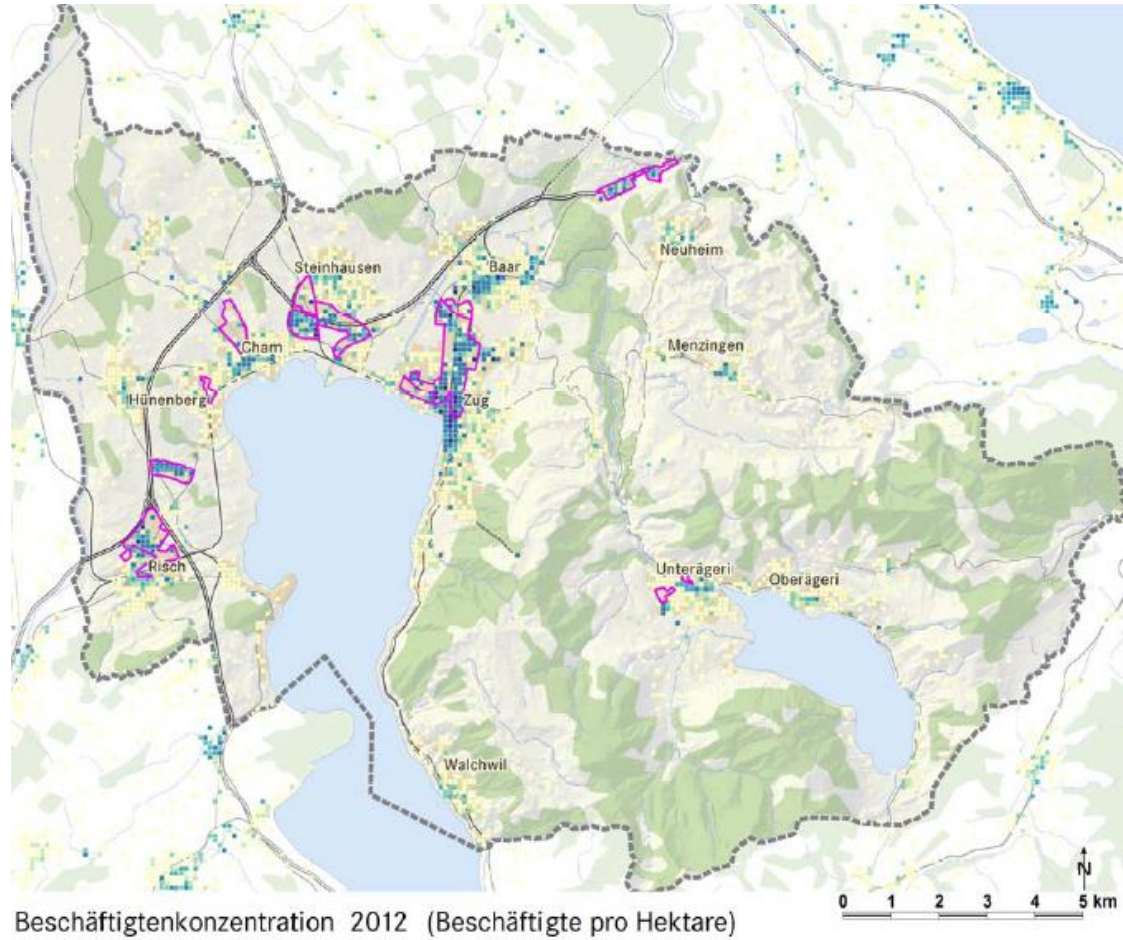 Neuheim
Steinhausen
Baar
Menzingen
Cham
Hünenberg
Zug
Risch
Unterägeri
Oberägeri
Walchwil
N
0 1 2 3 4 5 km
Beschäftigtenkonzentration 2012 (Beschäftigte pro Hektare)